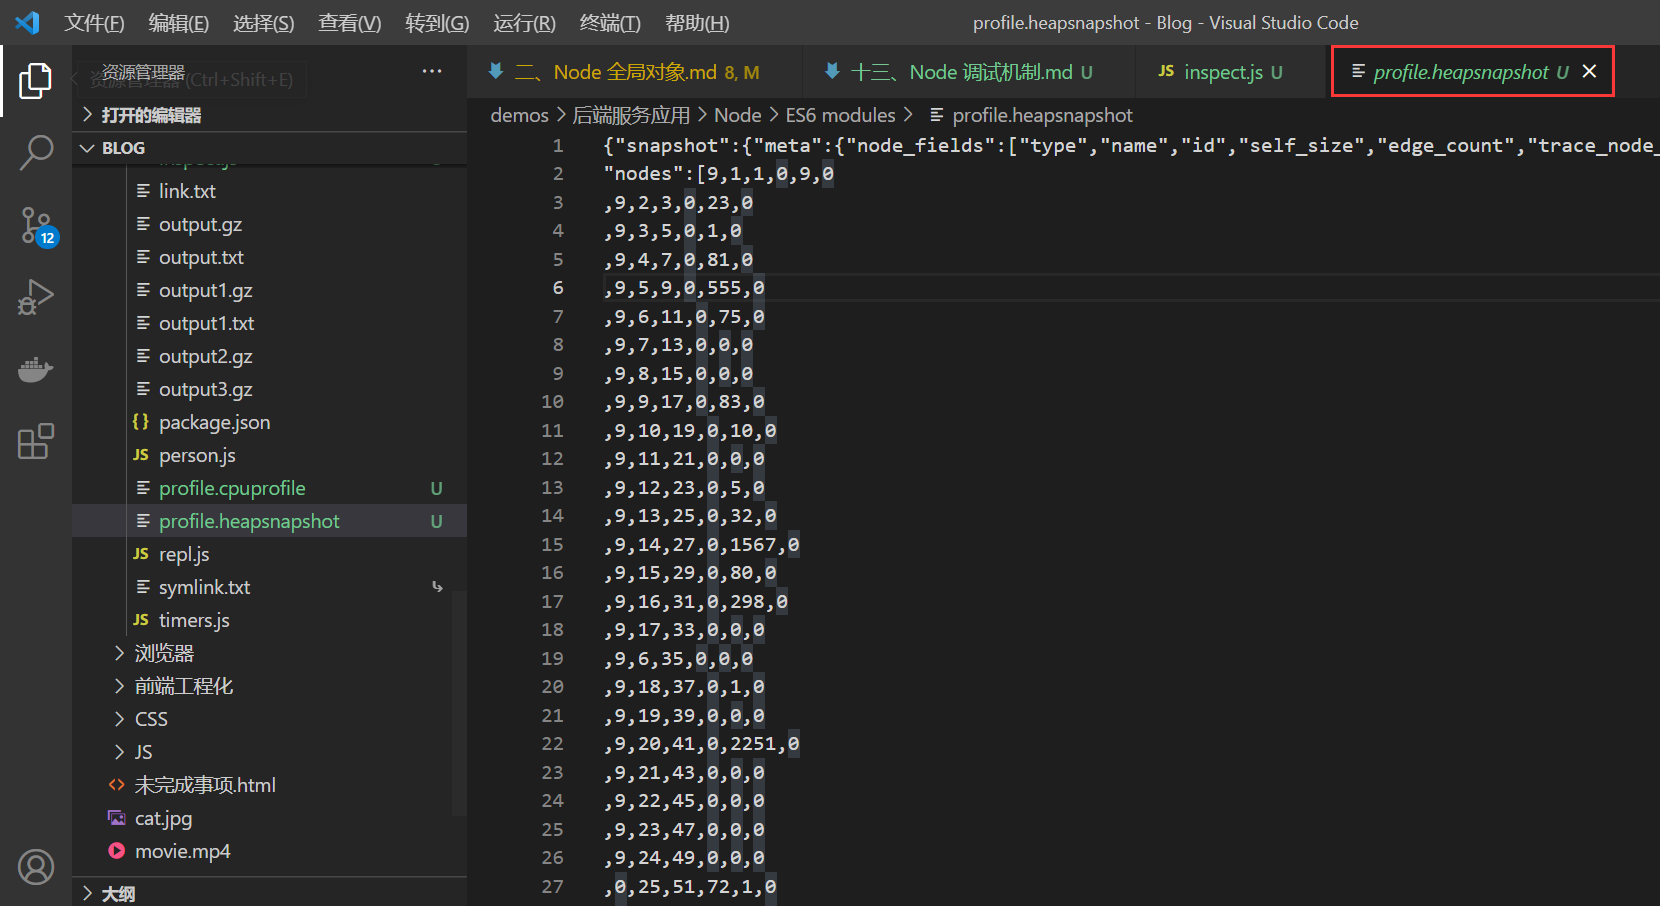 文件(F) 编辑(E) 选择(S) 查看(V) 转到(G) 运行(R) 终端(T) 帮助(H) profile.heapsnapshot - Blog - Visual Studio Code
资源管理器
资源管理器 (Ctrl+Shift+E)
二、Node 全局对象.md 8, M
十三、Node 调试机制.md U
JS inspect.js U
profile.heapsnapshot U
打开的编辑器
BLOG
demos > 后端服务应用 > Node > ES6 modules > profile.heapsnapshot
inspect.js
link.txt
output.gz
output.txt
output1.gz
output1.txt
output2.gz
output3.gz
{} package.json
JS person.js
profile.cpuprofile U
profile.heapsnapshot U
JS repl.js
symlink.txt
JS timers.js
浏览器
前端工程化
CSS
JS
<> 未完成事项.html
cat.jpg
movie.mp4
大纲
12
1 {"snapshot":{"meta":{"node_fields":["type","name","id","self_size","edge_count","trace_node_
2 "nodes":[9,1,1,0,9,0
3 ,9,2,3,0,23,0
4 ,9,3,5,0,1,0
5 ,9,4,7,0,81,0
6 ,9,5,9,0,555,0
7 ,9,6,11,0,75,0
8 ,9,7,13,0,0,0
9 ,9,8,15,0,0,0
10 ,9,9,17,0,83,0
11 ,9,10,19,0,10,0
12 ,9,11,21,0,0,0
13 ,9,12,23,0,5,0
14 ,9,13,25,0,32,0
15 ,9,14,27,0,1567,0
16 ,9,15,29,0,80,0
17 ,9,16,31,0,298,0
18 ,9,17,33,0,0,0
19 ,9,6,35,0,0,0
20 ,9,18,37,0,1,0
21 ,9,19,39,0,0,0
22 ,9,20,41,0,2251,0
23 ,9,21,43,0,0,0
24 ,9,22,45,0,0,0
25 ,9,23,47,0,0,0
26 ,9,24,49,0,0,0
27 ,0,25,51,72,1,0